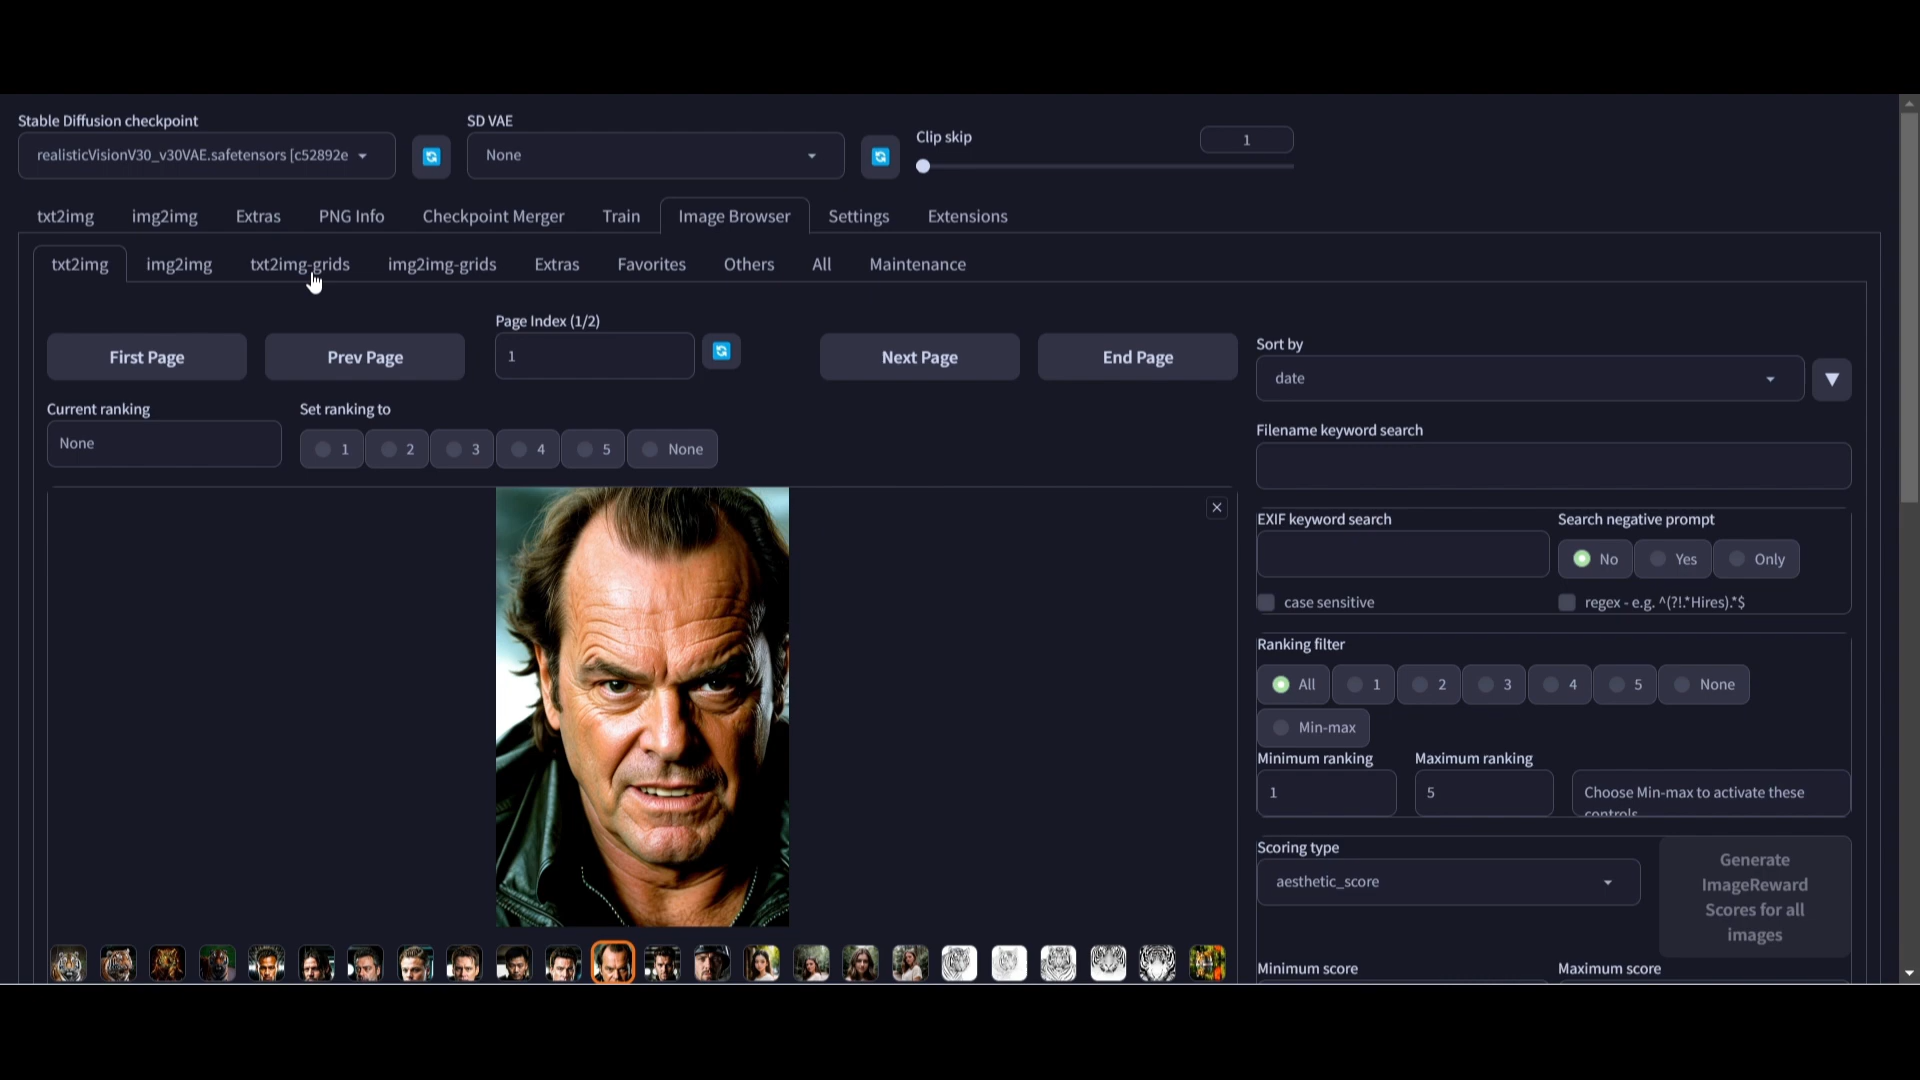 Stable Diffusion checkpoint
SD VAE
Clip skip
1
realisticVisionV30_v30VAE.safetensors [c52892e
None
txt2img
img2img
Extras
PNG Info
Checkpoint Merger
Train
Image Browser
Settings
Extensions
txt2img
img2img
txt2img-grids
img2img-grids
Extras
Favorites
Others
All
Maintenance
First Page
Prev Page
Page Index (1/2)
1
Next Page
End Page
Sort by
date
Current ranking
None
Set ranking to
1
2
3
4
5
None
Filename keyword search
EXIF keyword search
Search negative prompt
No
Yes
Only
case sensitive
regex - e.g. ^(?!.*Hires).*$
Ranking filter
All
1
2
3
4
5
None
Min-max
Minimum ranking
1
Maximum ranking
5
Choose Min-max to activate these
controls
Scoring type
aesthetic_score
Generate
ImageReward
Scores for all
images
Minimum score
Maximum score